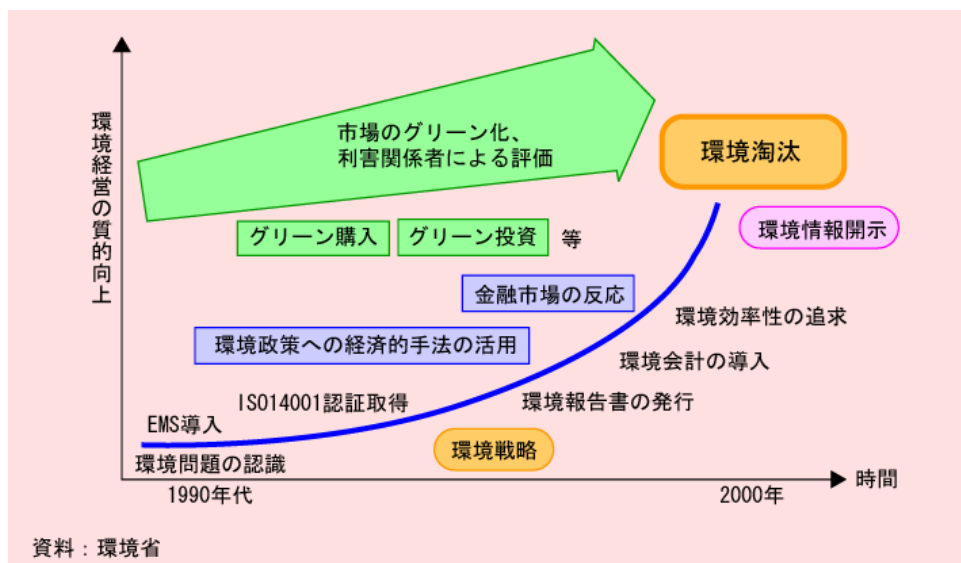 環境経営の質的向上
市場のグリーン化、
利害関係者による評価
環境淘汰
グリーン購入
グリーン投資
等
環境情報開示
金融市場の反応
環境効率性の追求
環境政策への経済的手法の活用
環境会計の導入
ISO14001認証取得
環境報告書の発行
EMS導入
環境戦略
環境問題の認識
時間
1990年代
2000年
資料：環境省